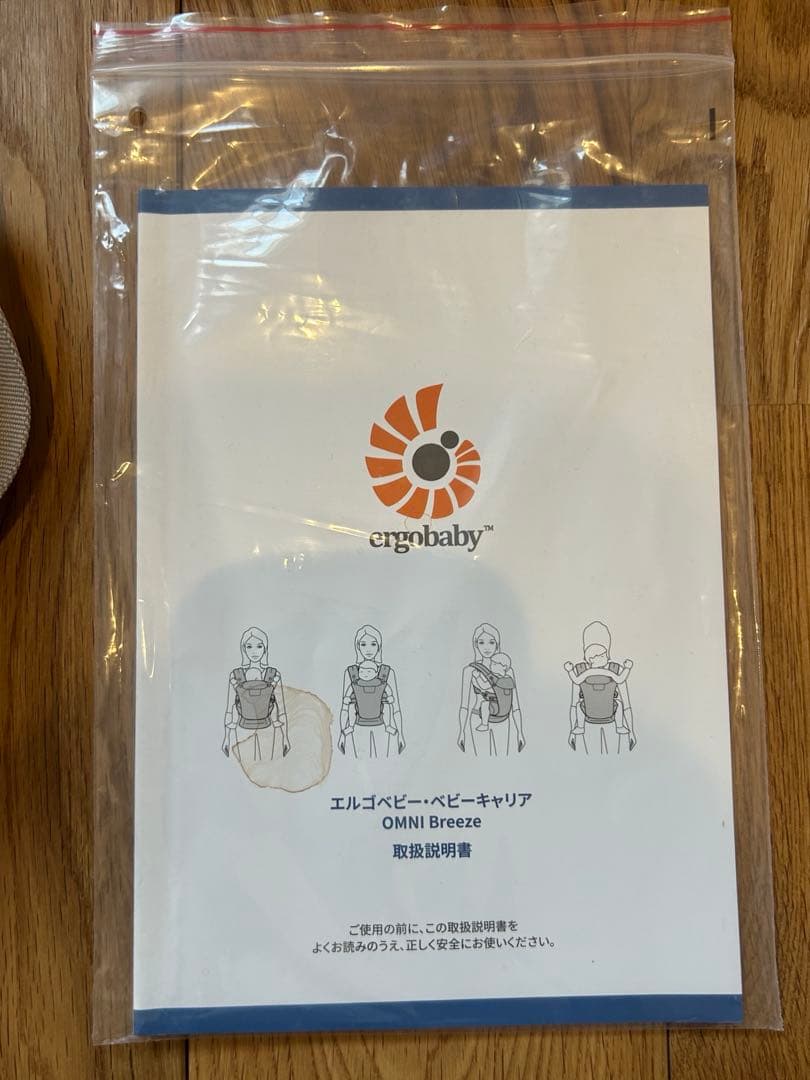 ergobaby™
エルゴベビー・ベビーキャリア
OMNI Breeze
取扱説明書
ご使用の前に、この取扱説明書を
よくお読みのうえ、正しく安全にお使いください。